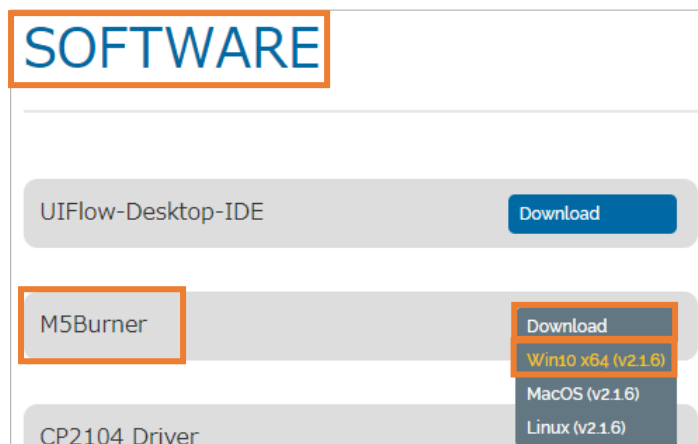 SOFTWARE
UIFlow-Desktop-IDE
Download
M5Burner
Download
Win10 x64 (v2.1.6)
MacOS (v2.1.6)
Linux (v2.1.6)
CP2104 Driver